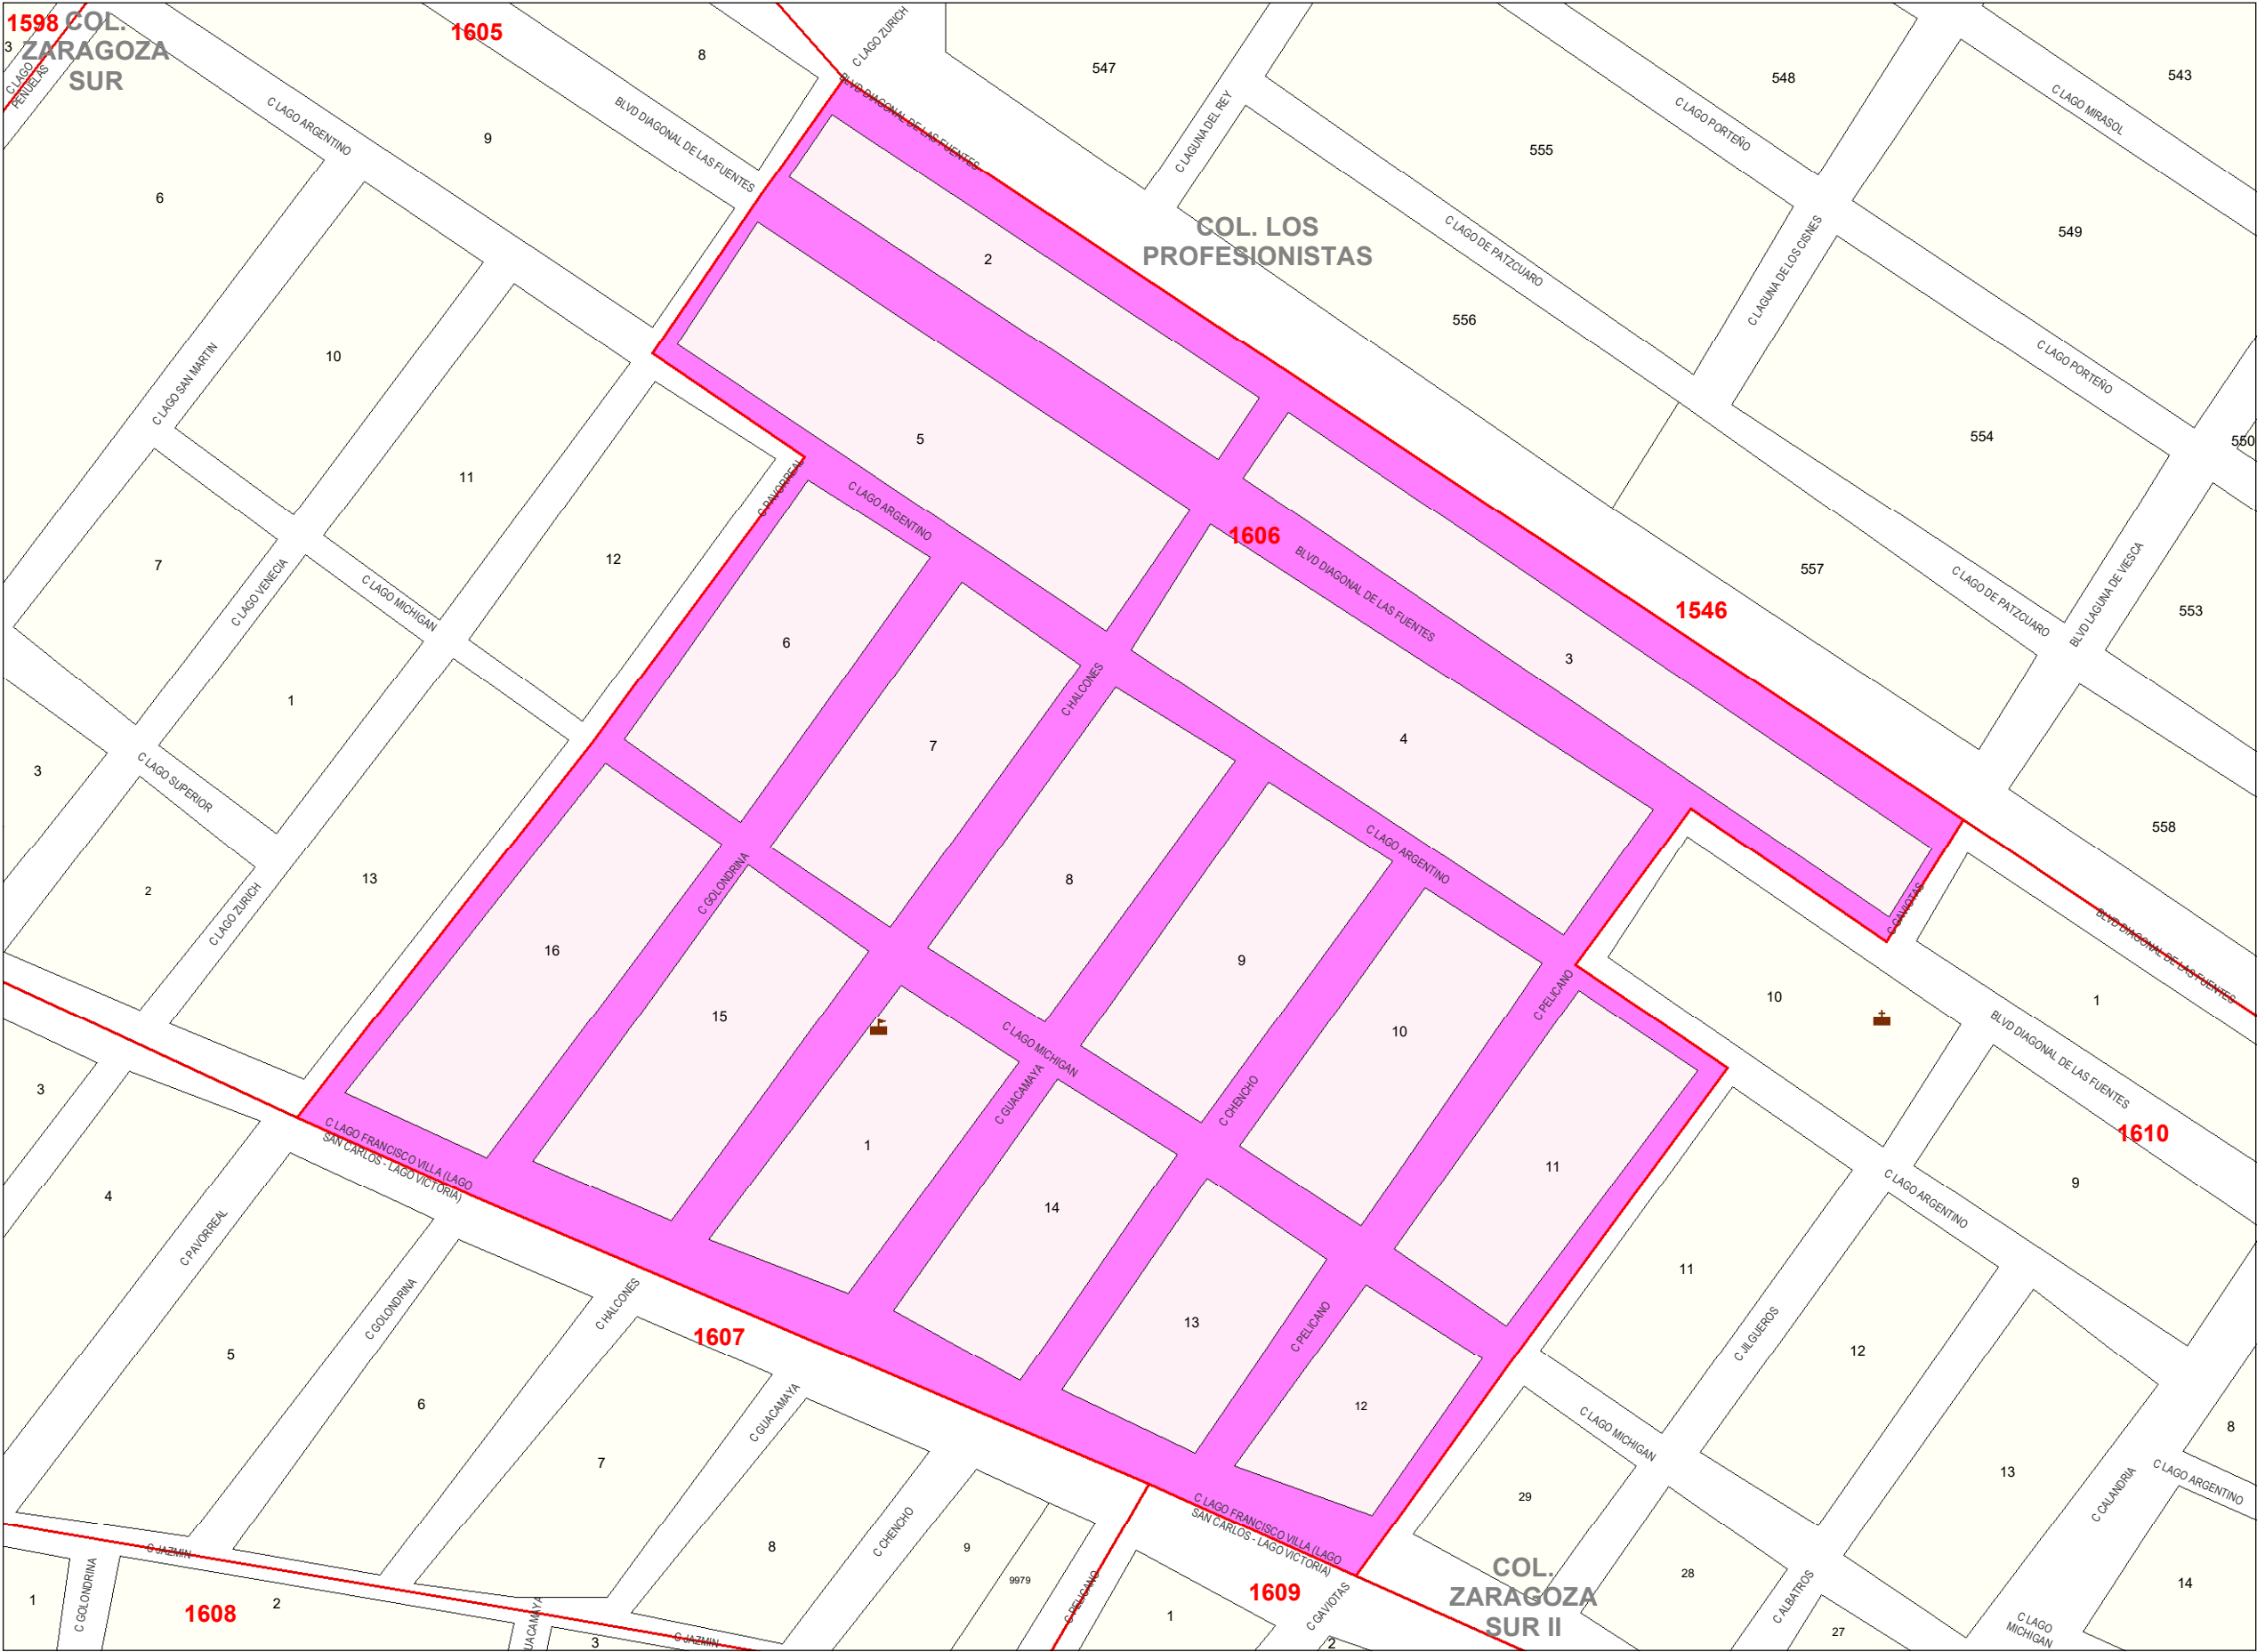 1598 COL.
ZARAGOZA
SUR
3
C LAGO
PEÑUELAS
1605
8
C LAGO ZURICH
547
548
543
C LAGO ARGENTINO
9
BLVD DIAGONAL DE LAS FUENTES
BLVD DIAGONAL DE LAS FUENTES
C LAGUNA DEL REY
555
C LAGO PORTEÑO
C LAGO MIRASOL
6
COL. LOS
PROFESIONISTAS
C LAGO DE PATZCUARO
C LAGUNA DE LOS CISNES
549
2
556
10
C LAGO SAN MARTIN
C LAGO PORTEÑO
5
554
550
11
C PAVORREAL
C LAGO ARGENTINO
1606
BLVD DIAGONAL DE LAS FUENTES
7
C LAGO VENECIA
C LAGO MICHIGAN
12
557
C LAGO DE PATZCUARO
BLVD LAGUNA DE VIESCA
553
1546
6
3
1
C HALCONES
7
4
3
C LAGO SUPERIOR
558
2
13
C LAGO ZURICH
C GOLONDRINA
8
C LAGO ARGENTINO
C GAVIOTAS
BLVD DIAGONAL DE LAS FUENTES
16
9
15
C LAGO MICHIGAN
10
C PELICANO
10
1
BLVD DIAGONAL DE LAS FUENTES
3
C GUACAMAYA
C CHENCHO
1610
C LAGO FRANCISCO VILLA (LAGO
SAN CARLOS - LAGO VICTORIA)
1
11
4
14
C LAGO ARGENTINO
9
C PAVORREAL
C GOLONDRINA
C HALCONES
11
1607
13
C PELICANO
C JILGUEROS
12
5
6
C GUACAMAYA
12
C LAGO MICHIGAN
8
7
13
C LAGO ARGENTINO
C CALANDRIA
C LAGO FRANCISCO VILLA (LAGO
SAN CARLOS - LAGO VICTORIA)
29
C JAZMIN
8
C CHENCHO
9
9979
C PELICANO
COL.
ZARAGOZA
SUR II
28
14
1
C GOLONDRINA
2
1608
UACAMAYA
3
C JAZMIN
1609
1
C GAVIOTAS
2
C ALBATROS
27
C LAGO
MICHIGAN